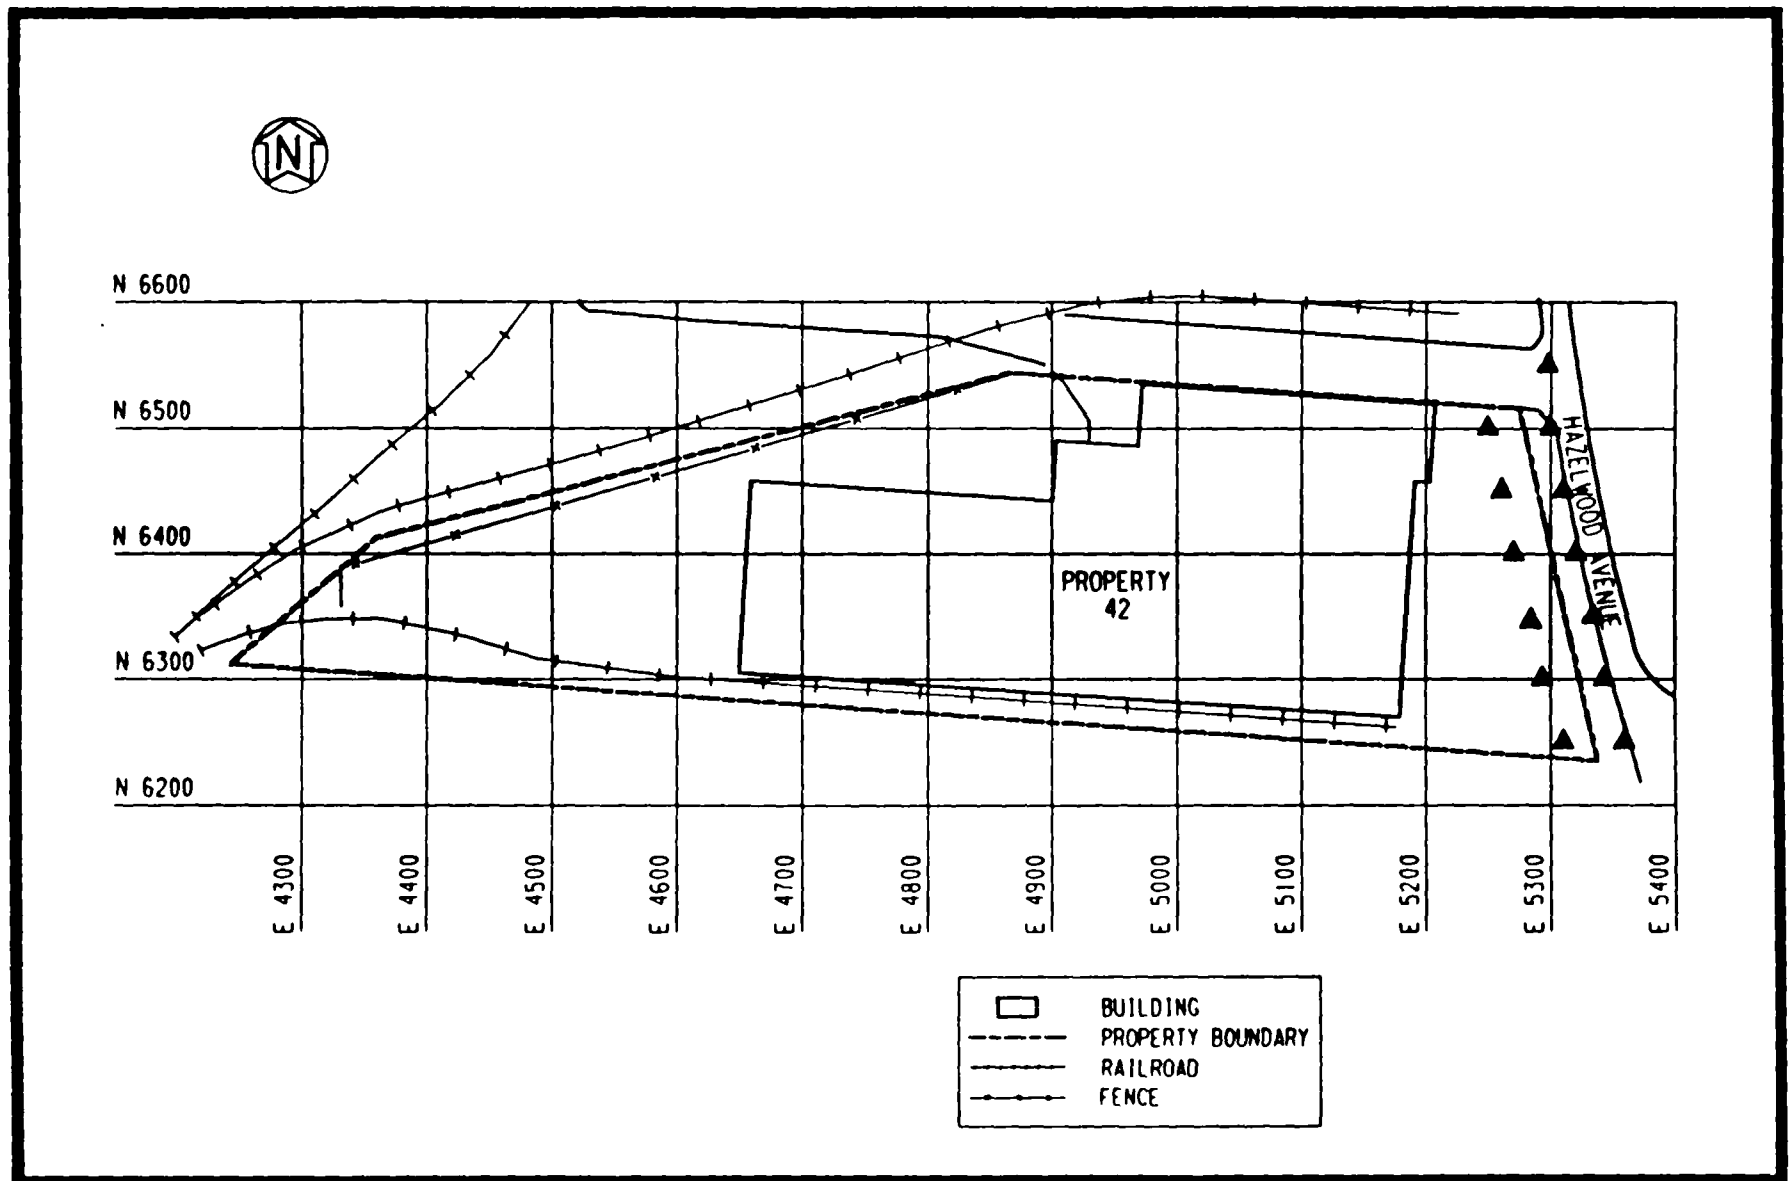 N
N 6600
N 6500
HAZELWOOD AVENUE
N 6400
PROPERTY
42
N 6300
N 6200
E 4300
E 4400
E 4500
E 4600
E 4700
E 4800
E 4900
E 5000
E 5100
E 5200
E 5300
E 5400
BUILDING
PROPERTY BOUNDARY
RAILROAD
FENCE